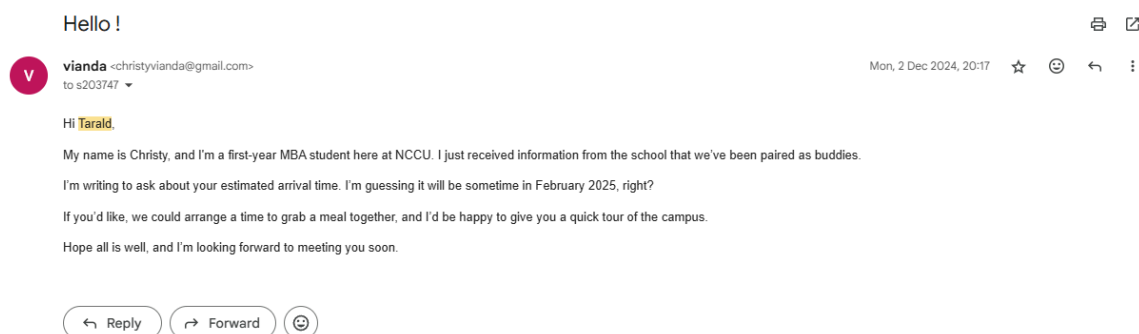 Hello !
V
vianda <christyvianda@gmail.com>
Mon, 2 Dec 2024, 20:17
to s203747
Hi Tarald,
My name is Christy, and I'm a first-year MBA student here at NCCU. I just received information from the school that we've been paired as buddies.
I'm writing to ask about your estimated arrival time. I'm guessing it will be sometime in February 2025, right?
If you'd like, we could arrange a time to grab a meal together, and I'd be happy to give you a quick tour of the campus.
Hope all is well, and I'm looking forward to meeting you soon.
Reply
Forward